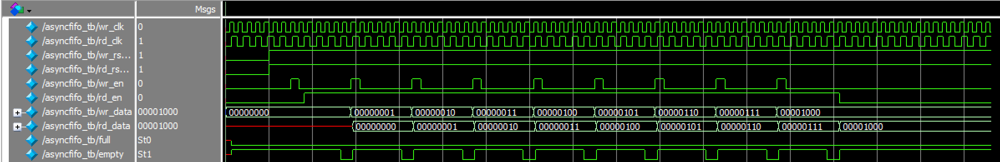 Msgs
/asyncfifo_tb/wr_clk 0
/asyncfifo_tb/rd_clk 1
/asyncfifo_tb/wr_rs... 1
/asyncfifo_tb/rd_rs... 1
/asyncfifo_tb/wr_en 0
/asyncfifo_tb/rd_en 0
/asyncfifo_tb/wr_data 00001000 00000000 00000001 00000010 00000011 00000100 00000101 00000110 00000111 00001000
/asyncfifo_tb/rd_data 00001000 00000000 00000001 00000010 00000011 00000100 00000101 00000110 00000111 00001000
/asyncfifo_tb/full St0
/asyncfifo_tb/empty St1